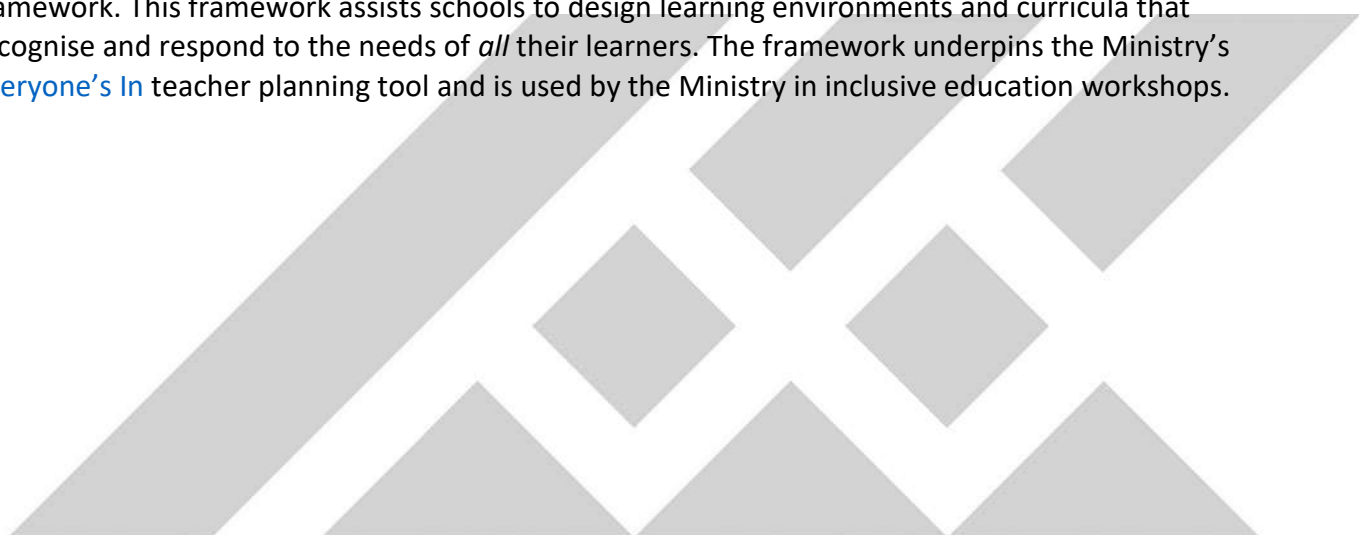 amework. This framework assists schools to design learning environments and curricula that
cognise and respond to the needs of all their learners. The framework underpins the Ministry’s
eryone’s In teacher planning tool and is used by the Ministry in inclusive education workshops.